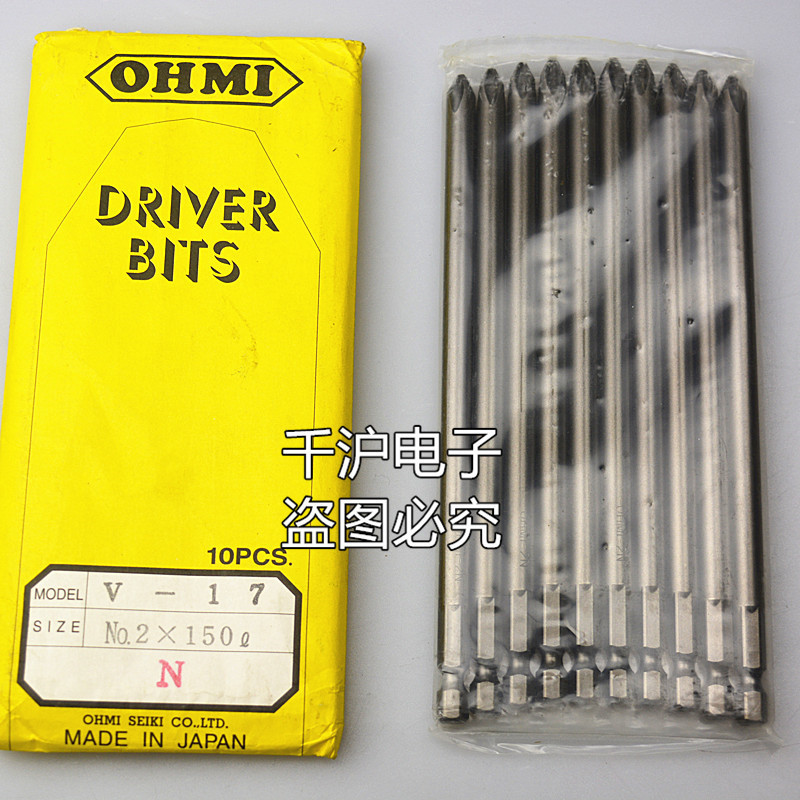 OHMI
DRIVER
BITS
千沪电子
盗图必究
10PCS.
MODEL V - 17
SIZE No.2×150ℓ
N
OHMI SEIKI CO.,LTD.
MADE IN JAPAN